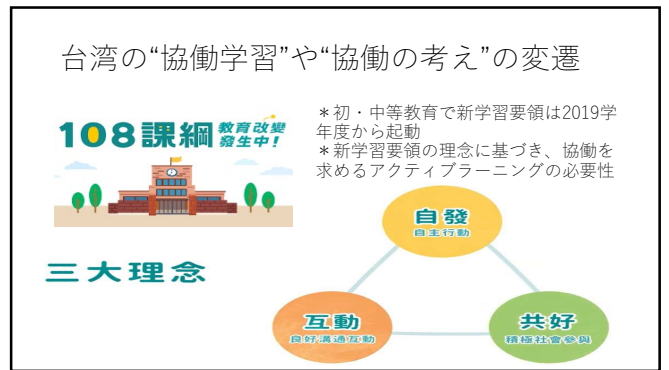 台湾の“協働学習”や“協働の考え”の変遷
108課綱 教育改變
發生中!
＊初・中等教育で新学習要領は2019学
年度から起動
＊新学習要領の理念に基づき、協働を
求めるアクティブラーニングの必要性
三大理念
自發
自主行動
互動
良好溝通互動
共好
積極社會參與